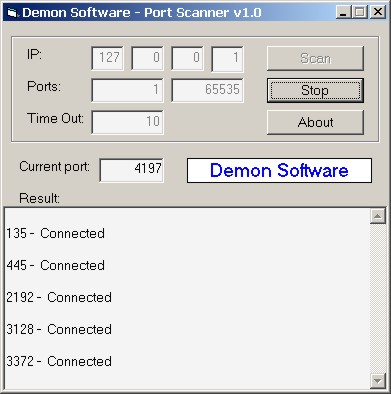 Demon Software - Port Scanner v1.0
IP: 127 0 0 1 Scan
Ports: 1 65535 Stop
Time Out: 10 About
Current port: 4197 Demon Software
Result:
135 - Connected
445 - Connected
2192 - Connected
3128 - Connected
3372 - Connected